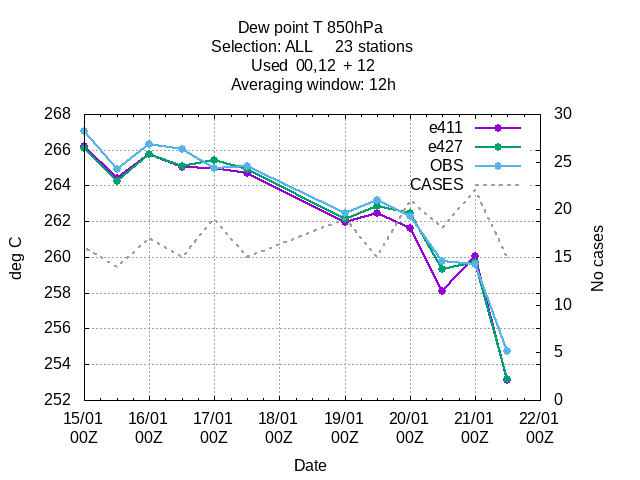 Dew point T 850hPa
Selection: ALL     23 stations
Used  00,12  + 12
Averaging window: 12h
268
266
264
262
260
258
256
254
252
deg C
30
25
20
15
10
5
0
No cases
e411
e427
OBS
CASES
15/01 16/01 17/01 18/01 19/01 20/01 21/01 22/01
00Z 00Z 00Z 00Z 00Z 00Z 00Z 00Z
Date